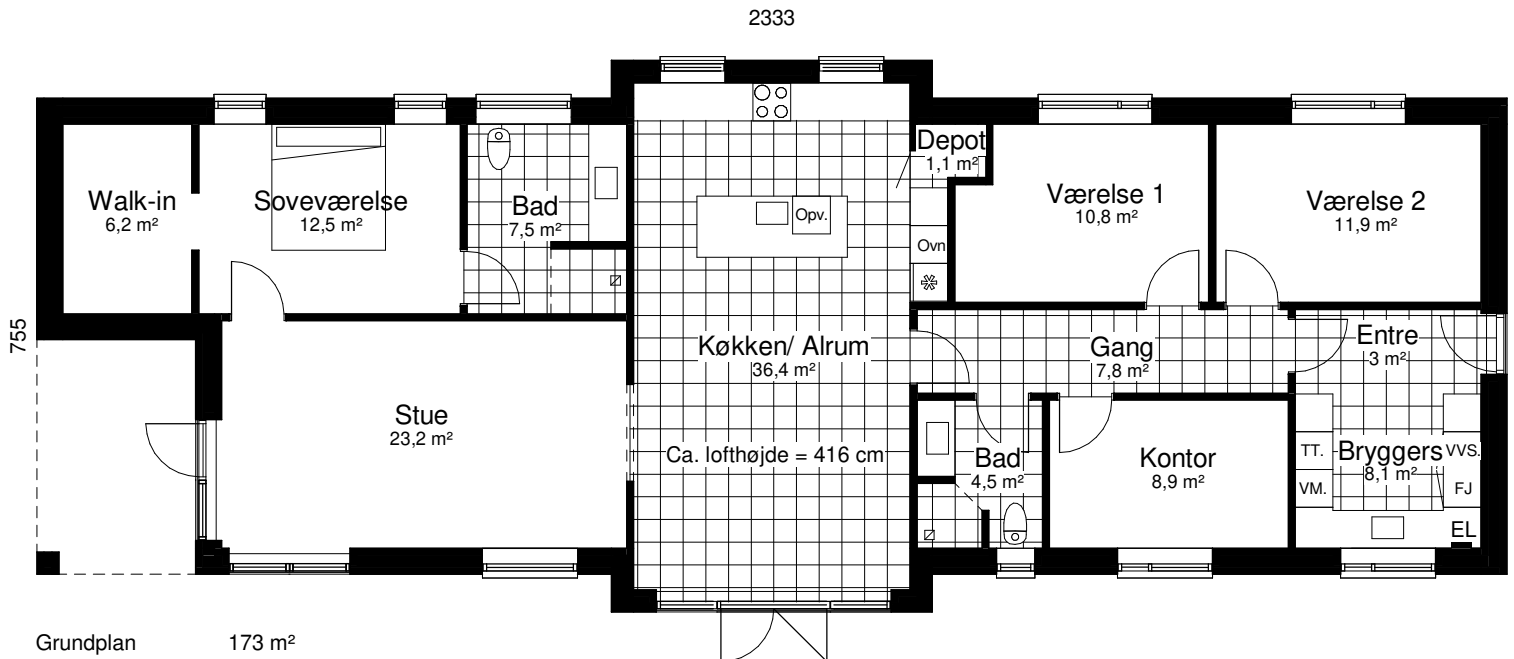 2333
Depot
1,1 m²
Walk-in
6,2 m²
Soveværelse
12,5 m²
Bad
7,5 m²
Opv.
Ovn
Værelse 1
10,8 m²
Værelse 2
11,9 m²
755
Køkken/ Alrum
36,4 m²
Gang
7,8 m²
Entre
3 m²
Stue
23,2 m²
Ca. lofthøjde = 416 cm
Bad
4,5 m²
Kontor
8,9 m²
TT.
Bryggers
8,1 m²
VVS.
VM.
FJ
EL
Grundplan 173 m²